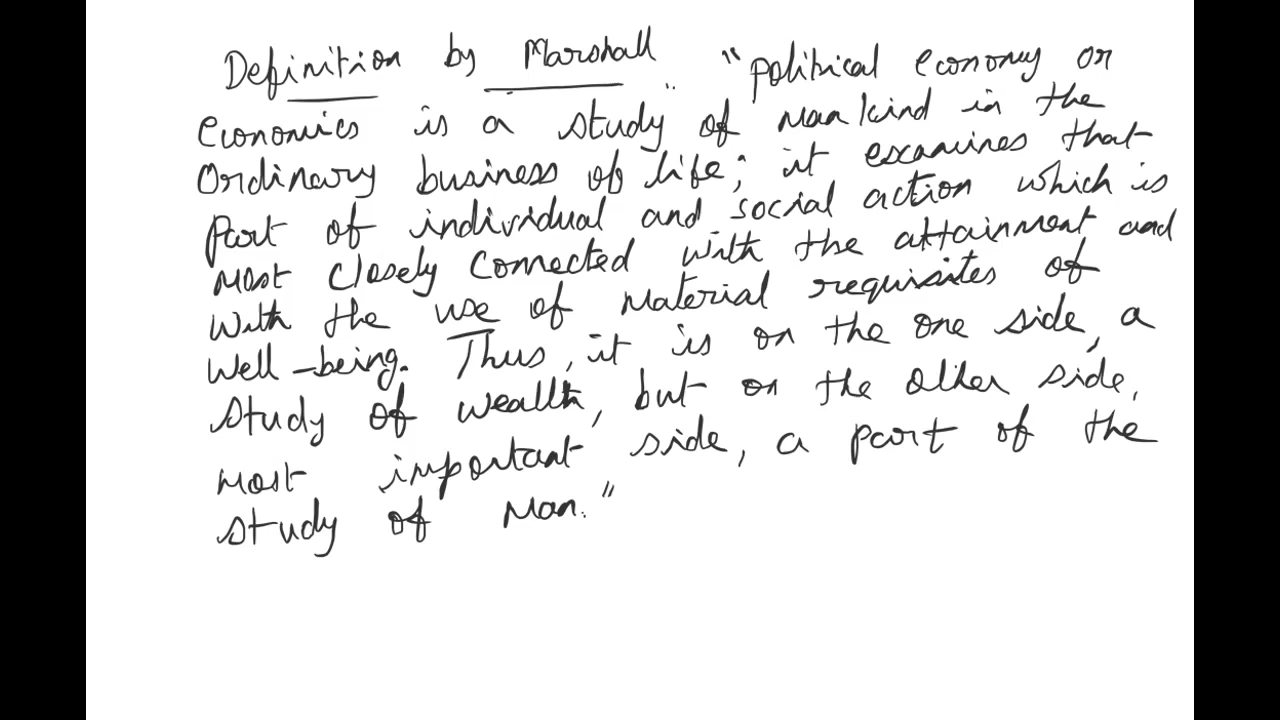 Definition by Marshall "political economy or
economics is a study of mankind in the
Ordinary business of life; it examines that
part of individual and social action which is
most closely connected with the attainment and
with the use of material requisites of
well-being. Thus, it is on the one side, a
study of wealth, but on the other side,
most important side, a part of the
study of Man."